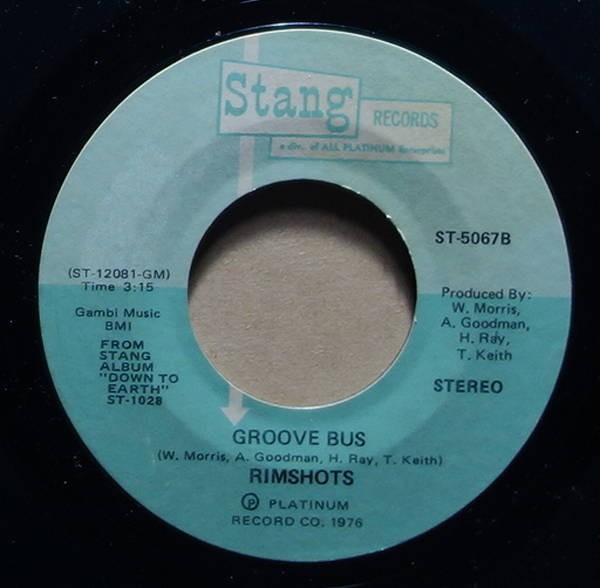 Stang
RECORDS
a div. of ALL PLATINUM Enterprises
ST-5067B
(ST-12081-GM)
Time 3:15
Gambi Music
BMI
FROM
STANG
ALBUM
"DOWN TO
EARTH"
ST-1028
Produced By:
W. Morris,
A. Goodman,
H. Ray,
T. Keith
STEREO
GROOVE BUS
(W. Morris, A. Goodman, H. Ray, T. Keith)
RIMSHOTS
Ⓟ PLATINUM
RECORD CO. 1976